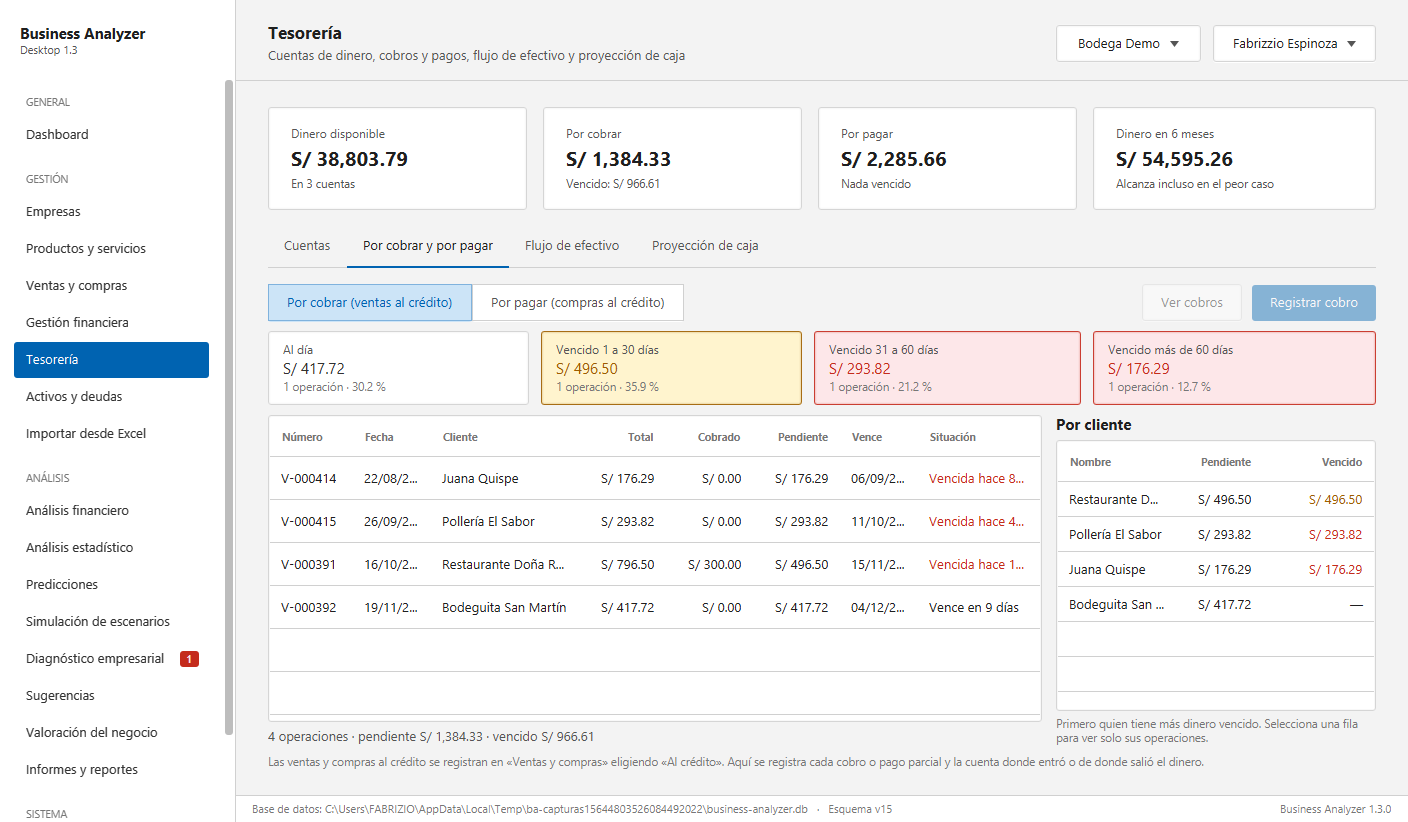 Business Analyzer
Desktop 1.3
GENERAL
Dashboard
GESTIÓN
Empresas
Productos y servicios
Ventas y compras
Gestión financiera
Tesorería
Activos y deudas
Importar desde Excel
ANÁLISIS
Análisis financiero
Análisis estadístico
Predicciones
Simulación de escenarios
Diagnóstico empresarial 1
Sugerencias
Valoración del negocio
Informes y reportes
SISTEMA
Tesorería
Cuentas de dinero, cobros y pagos, flujo de efectivo y proyección de caja
Bodega Demo
Fabrizzio Espinoza
Dinero disponible
S/ 38,803.79
En 3 cuentas
Por cobrar
S/ 1,384.33
Vencido: S/ 966.61
Por pagar
S/ 2,285.66
Nada vencido
Dinero en 6 meses
S/ 54,595.26
Alcanza incluso en el peor caso
Cuentas Por cobrar y por pagar Flujo de efectivo Proyección de caja
Por cobrar (ventas al crédito) Por pagar (compras al crédito) Ver cobros Registrar cobro
Al día
S/ 417.72
1 operación · 30.2 %
Vencido 1 a 30 días
S/ 496.50
1 operación · 35.9 %
Vencido 31 a 60 días
S/ 293.82
1 operación · 21.2 %
Vencido más de 60 días
S/ 176.29
1 operación · 12.7 %
Número Fecha Cliente Total Cobrado Pendiente Vence Situación
V-000414 22/08/2... Juana Quispe S/ 176.29 S/ 0.00 S/ 176.29 06/09/2... Vencida hace 8...
V-000415 26/09/2... Pollería El Sabor S/ 293.82 S/ 0.00 S/ 293.82 11/10/2... Vencida hace 4...
V-000391 16/10/2... Restaurante Doña R... S/ 796.50 S/ 300.00 S/ 496.50 15/11/2... Vencida hace 1...
V-000392 19/11/2... Bodeguita San Martín S/ 417.72 S/ 0.00 S/ 417.72 04/12/2... Vence en 9 días
4 operaciones · pendiente S/ 1,384.33 · vencido S/ 966.61
Por cliente
Nombre Pendiente Vencido
Restaurante D... S/ 496.50 S/ 496.50
Pollería El Sabor S/ 293.82 S/ 293.82
Juana Quispe S/ 176.29 S/ 176.29
Bodeguita San ... S/ 417.72 —
Primero quien tiene más dinero vencido. Selecciona una fila
para ver solo sus operaciones.
Las ventas y compras al crédito se registran en «Ventas y compras» eligiendo «Al crédito». Aquí se registra cada cobro o pago parcial y la cuenta donde entró o de donde salió el dinero.
Base de datos: C:\Users\FABRIZIO\AppData\Local\Temp\ba-capturas15644803526084492022\business-analyzer.db · Esquema v15
Business Analyzer 1.3.0